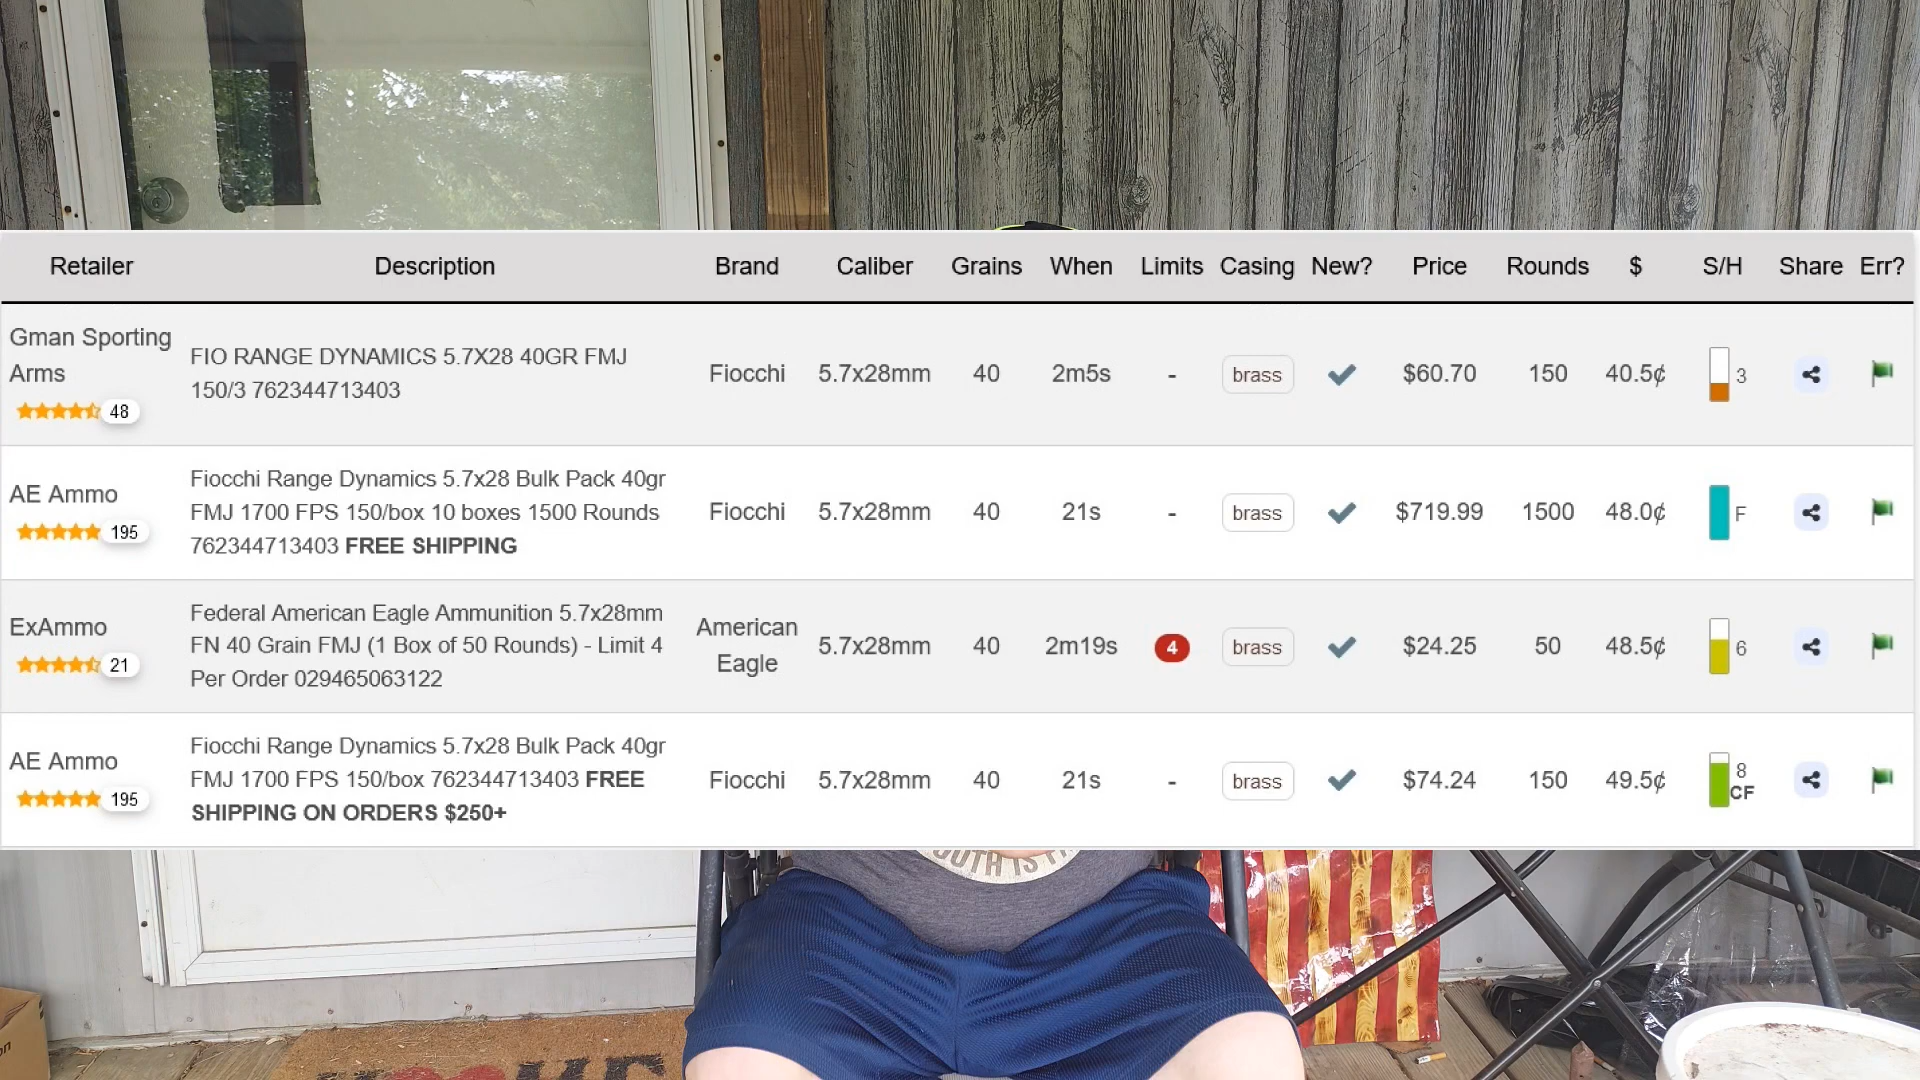 Retailer Description Brand Caliber Grains When Limits Casing New? Price Rounds $ S/H Share Err?
Gman Sporting
Arms
48
FIO RANGE DYNAMICS 5.7X28 40GR FMJ
150/3 762344713403
Fiocchi 5.7x28mm 40 2m5s - brass $60.70 150 40.5¢ 3
AE Ammo
195
Fiocchi Range Dynamics 5.7x28 Bulk Pack 40gr
FMJ 1700 FPS 150/box 10 boxes 1500 Rounds
762344713403 FREE SHIPPING
Fiocchi 5.7x28mm 40 21s - brass $719.99 1500 48.0¢ F
ExAmmo
21
Federal American Eagle Ammunition 5.7x28mm
FN 40 Grain FMJ (1 Box of 50 Rounds) - Limit 4
Per Order 029465063122
American
Eagle
5.7x28mm 40 2m19s 4 brass $24.25 50 48.5¢ 6
AE Ammo
195
Fiocchi Range Dynamics 5.7x28 Bulk Pack 40gr
FMJ 1700 FPS 150/box 762344713403 FREE
SHIPPING ON ORDERS $250+
Fiocchi 5.7x28mm 40 21s - brass $74.24 150 49.5¢ 8
CF